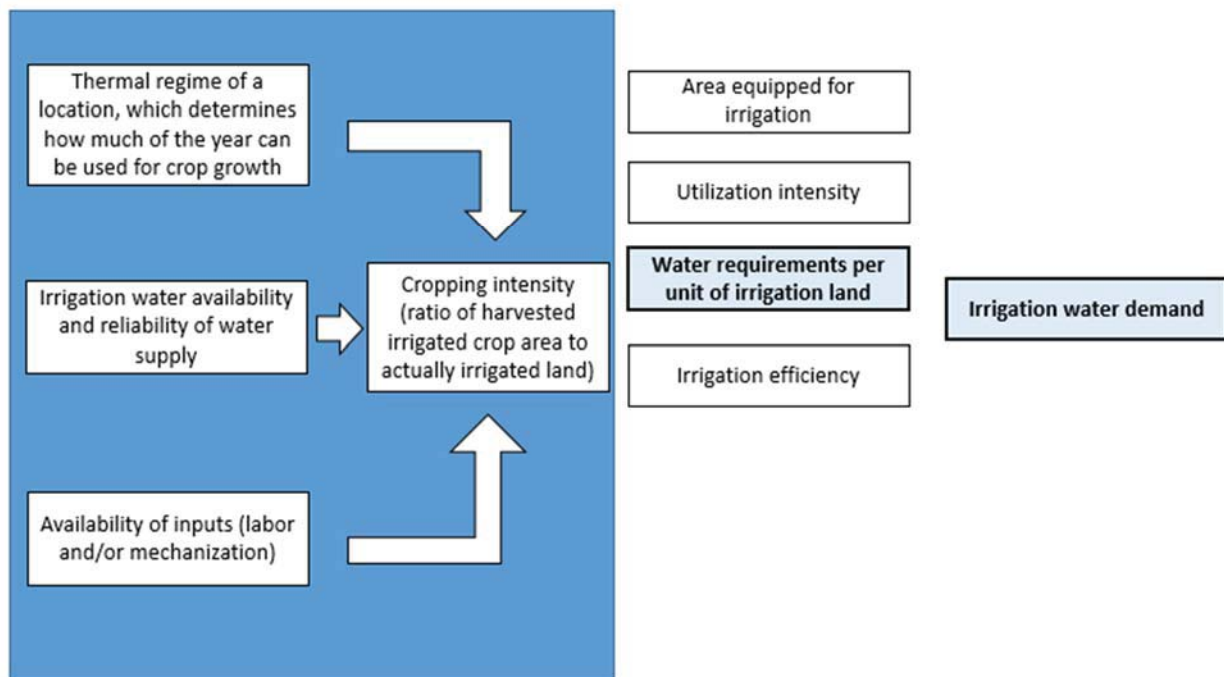 Thermal regime of a
location, which determines
how much of the year can
be used for crop growth
Irrigation water availability
and reliability of water
supply
Availability of inputs (labor
and/or mechanization)
Cropping intensity
(ratio of harvested
irrigated crop area to
actually irrigated land)
Area equipped for
irrigation
Utilization intensity
Water requirements per
unit of irrigation land
Irrigation efficiency
Irrigation water demand